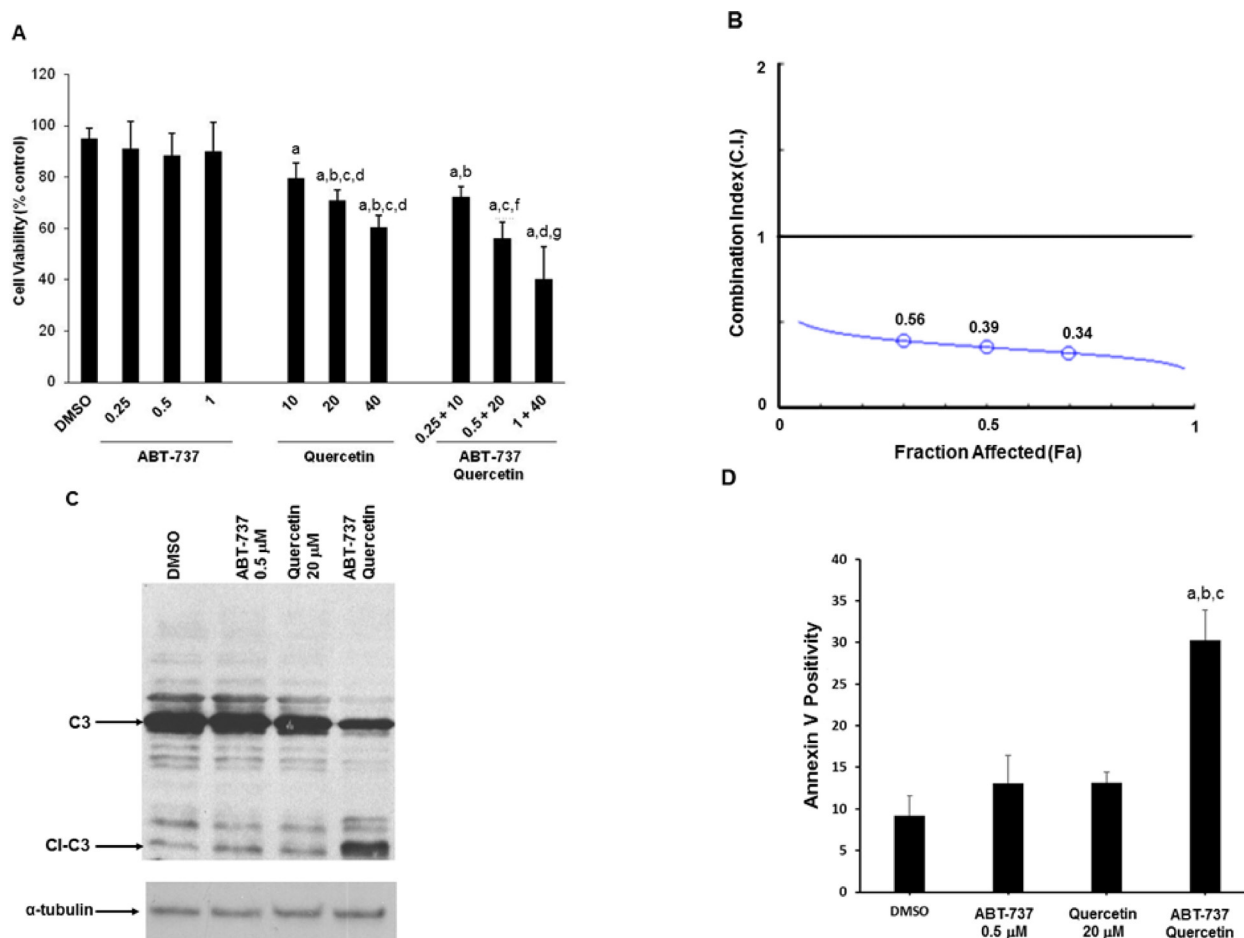 A
Cell Viability (% control)
120
100
80
60
40
20
0
a
a,b,c,d
a,b,c,d
a,b
a,c,f
a,d,g
DMSO
0.25
0.5
1
10
20
40
0.25 + 10
0.5 + 20
1 + 40
ABT-737
Quercetin
ABT-737
Quercetin
B
Combination Index (C.I.)
2
1
0
0.56
0.39
0.34
0
0.5
1
Fraction Affected (Fa)
C
DMSO
ABT-737
0.5 µM
Quercetin
20 µM
ABT-737
Quercetin
C3
Cl-C3
α-tubulin
D
Annexin V Positivity
40
35
30
25
20
15
10
5
0
a,b,c
DMSO
ABT-737
0.5 µM
Quercetin
20 µM
ABT-737
Quercetin